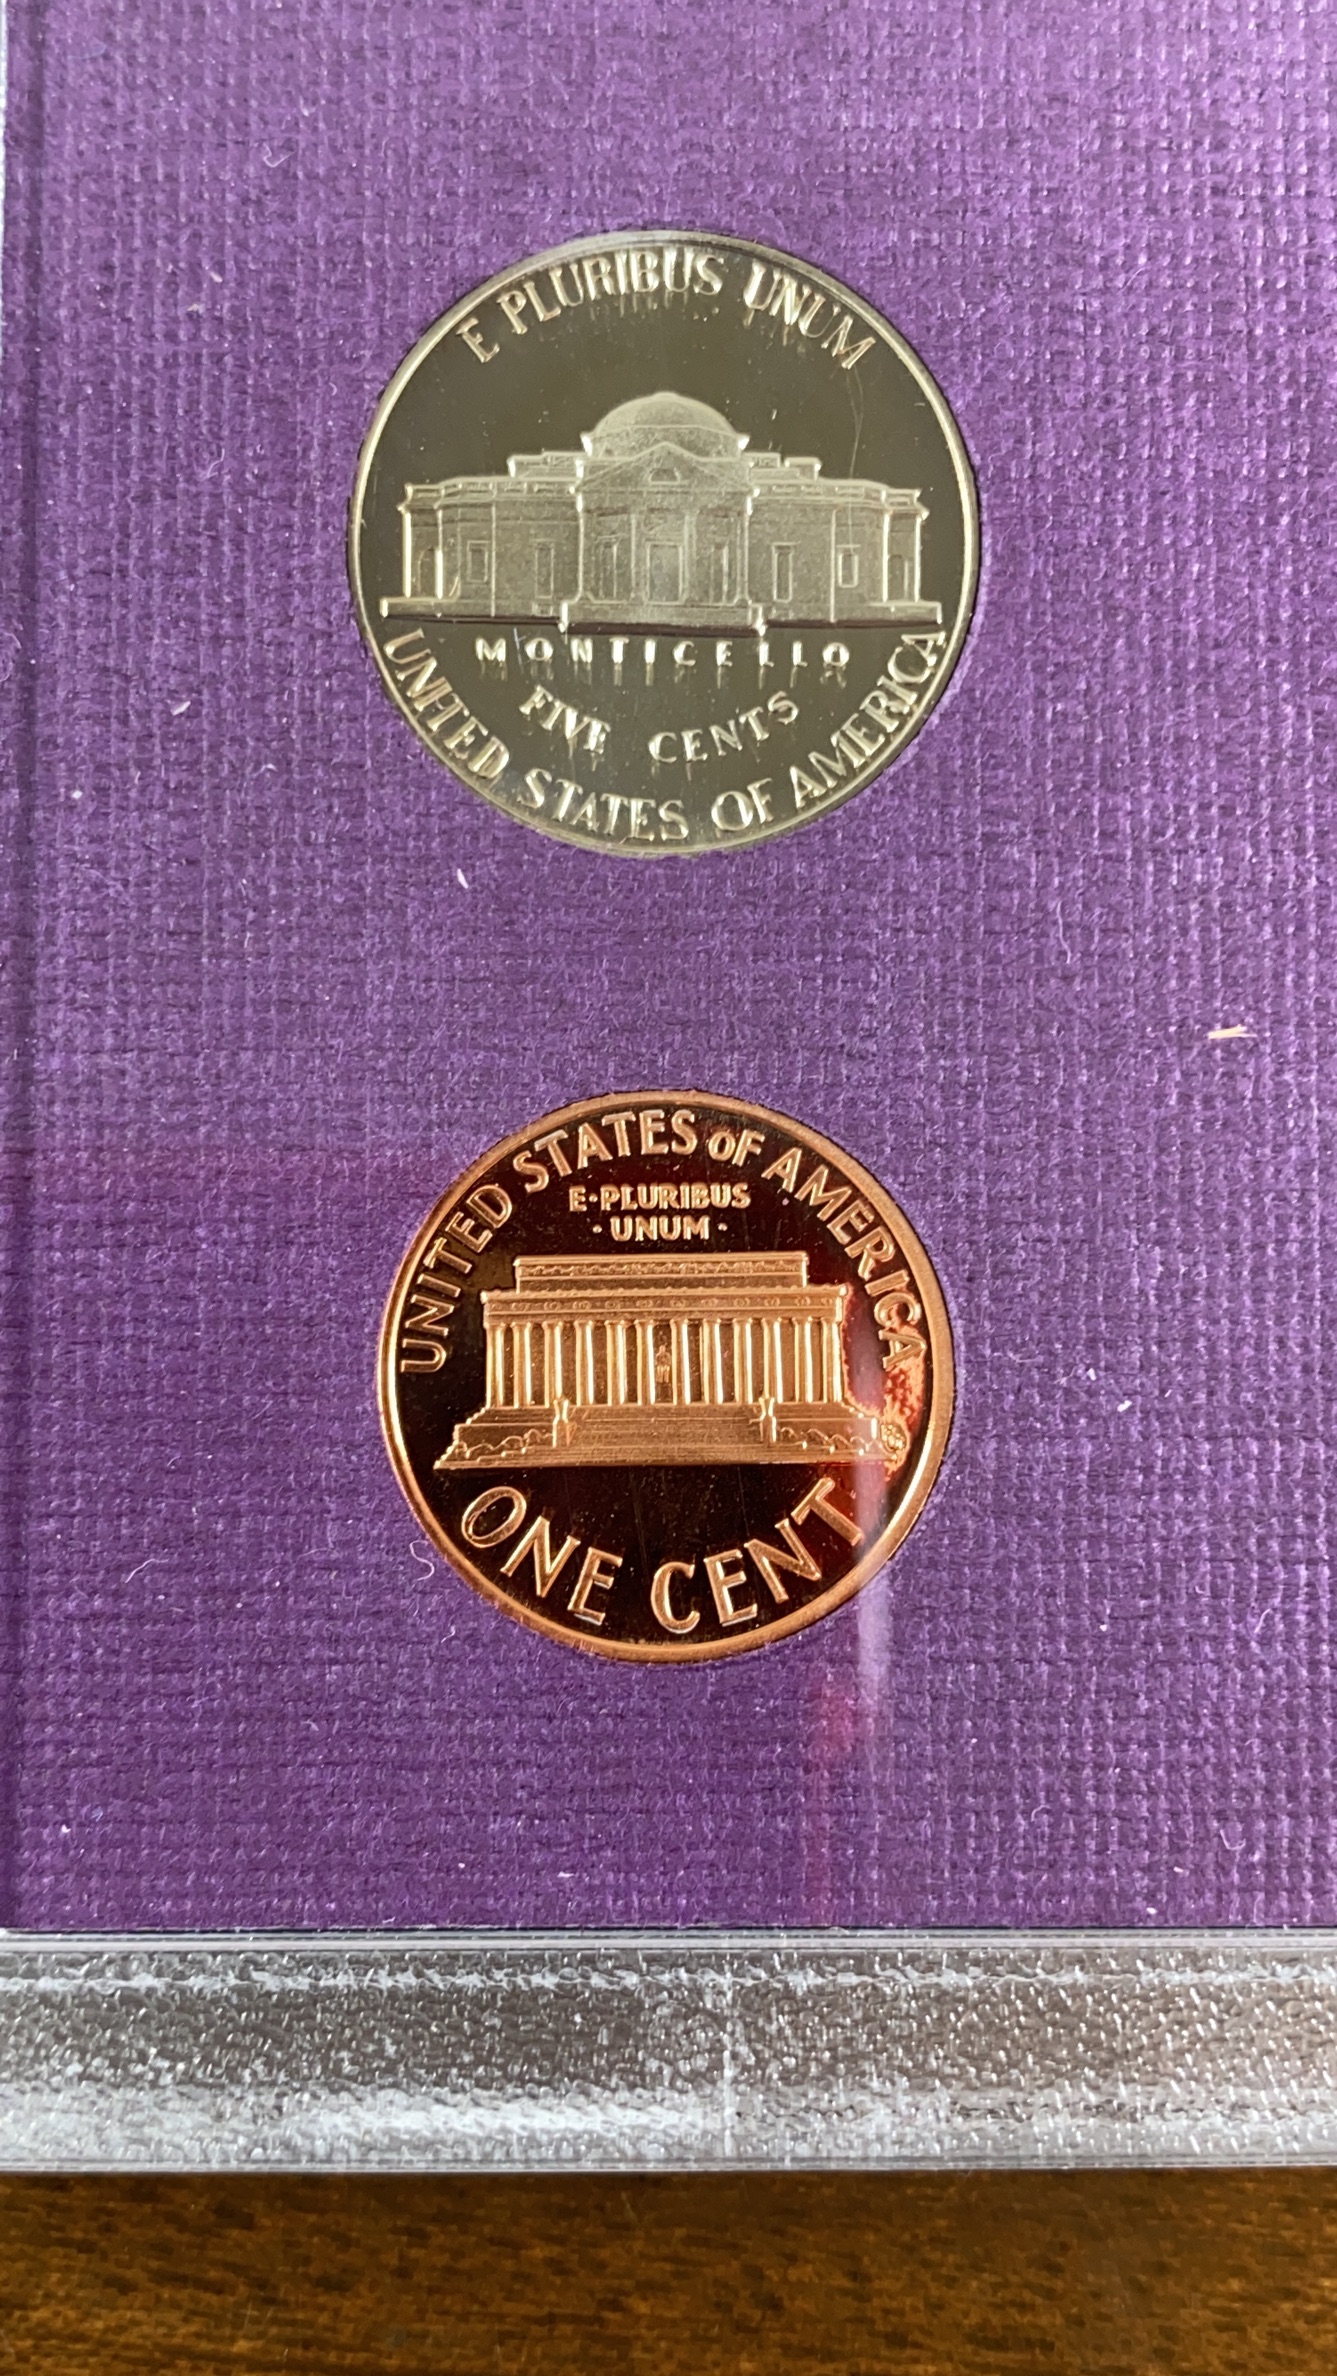 E PLURIBUS UNUM
MONTICELLO
FIVE CENTS
UNITED STATES OF AMERICA
UNITED STATES OF AMERICA
E·PLURIBUS
·UNUM·
ONE CENT